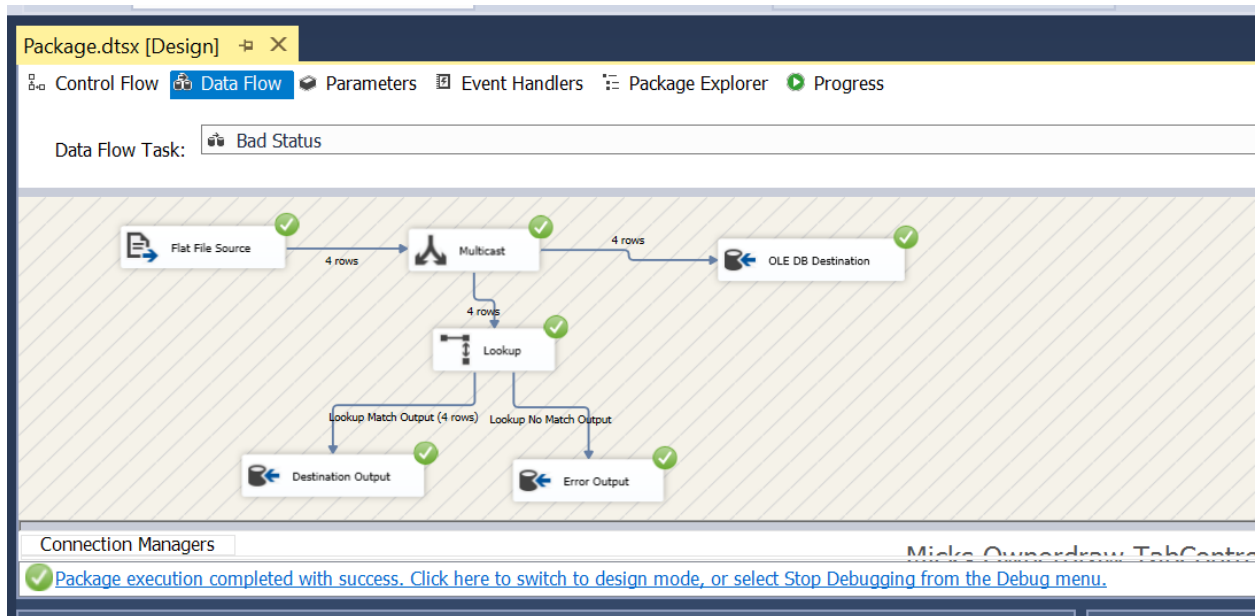 Package.dtsx [Design]
Control Flow Data Flow Parameters Event Handlers Package Explorer Progress
Data Flow Task: Bad Status
Flat File Source
4 rows
Multicast
4 rows
OLE DB Destination
4 rows
Lookup
Lookup Match Output (4 rows) Lookup No Match Output
Destination Output
Error Output
Connection Managers
Package execution completed with success. Click here to switch to design mode, or select Stop Debugging from the Debug menu.